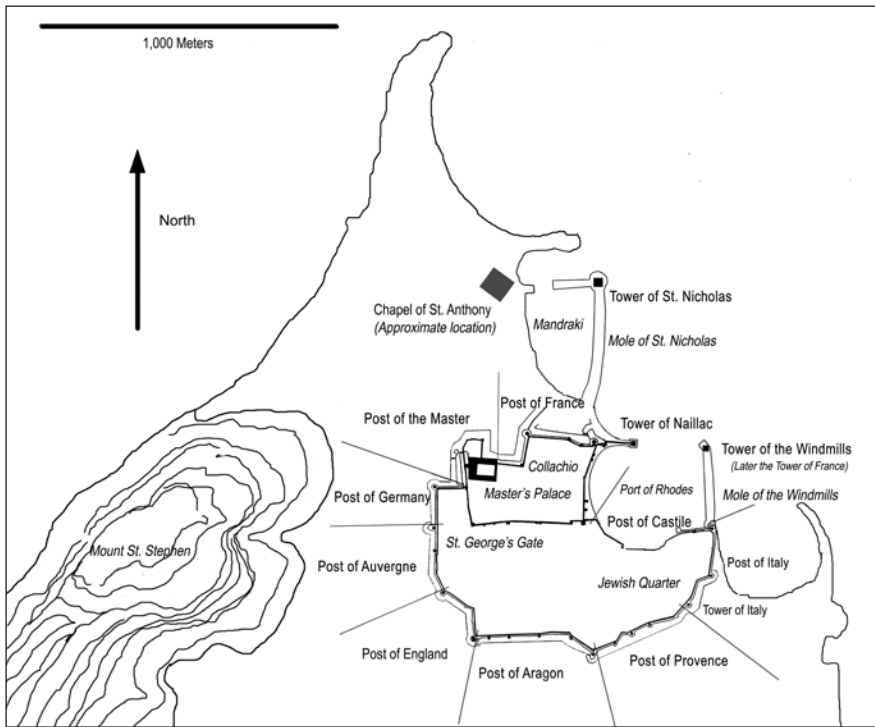 1,000 Meters
North
Chapel of St. Anthony
(Approximate location)
Tower of St. Nicholas
Mandraki
Mole of St. Nicholas
Post of France
Post of the Master
Tower of Naillac
Tower of the Windmills
(Later the Tower of France)
Collachio
Master's Palace
Port of Rhodes
Mole of the Windmills
Post of Germany
Post of Castile
St. George's Gate
Mount St. Stephen
Post of Auvergne
Jewish Quarter
Post of Italy
Tower of Italy
Post of England
Post of Provence
Post of Aragon